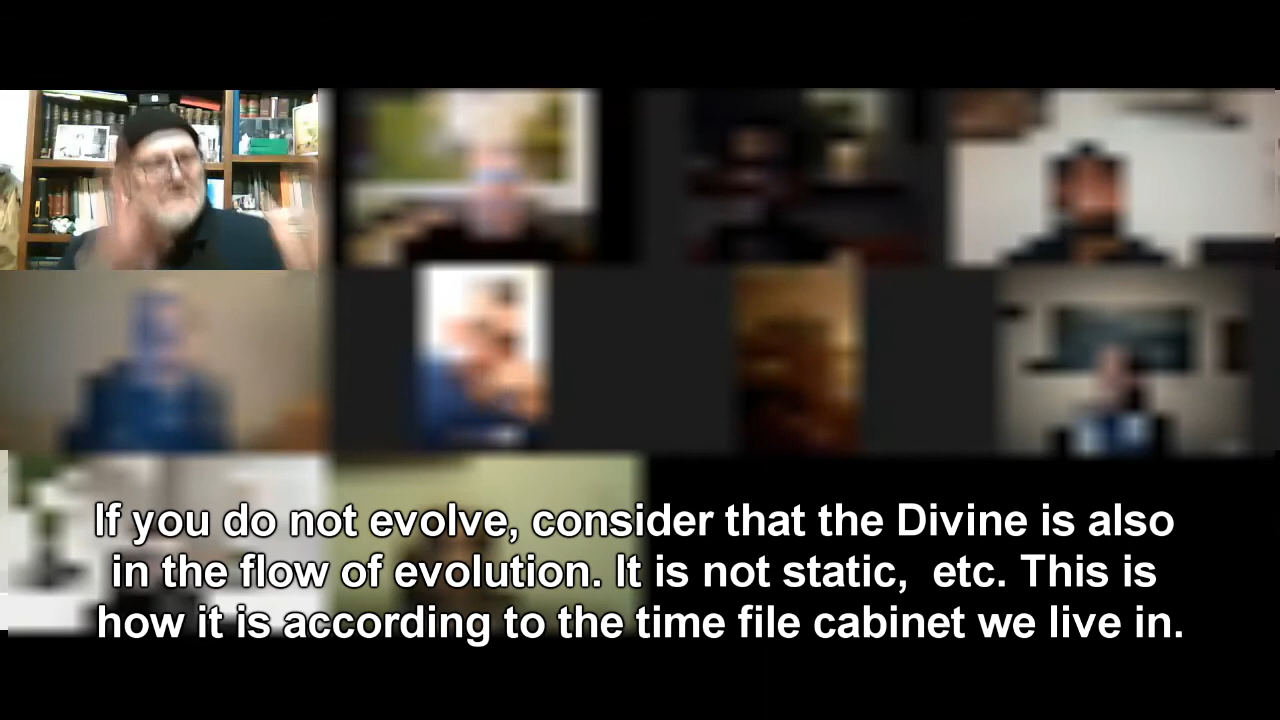 If you do not evolve, consider that the Divine is also
in the flow of evolution. It is not static,  etc. This is
how it is according to the time file cabinet we live in.